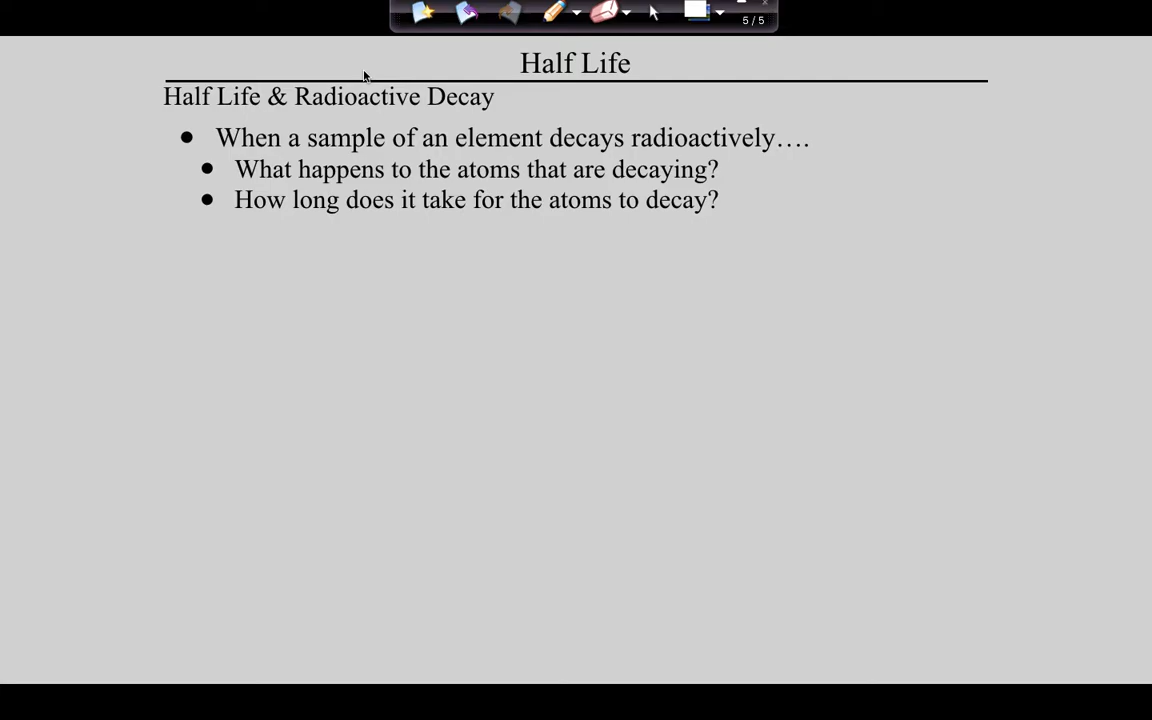 5 / 5
Half Life
Half Life & Radioactive Decay
● When a sample of an element decays radioactively….
● What happens to the atoms that are decaying?
● How long does it take for the atoms to decay?